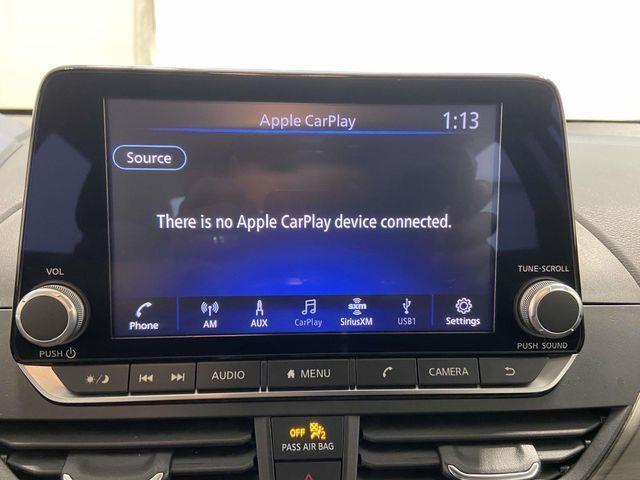 Apple CarPlay
1:13
Source
There is no Apple CarPlay device connected.
Phone
AM
AUX
CarPlay
sxm
SiriusXM
USB1
Settings
VOL
PUSH
TUNE·SCROLL
PUSH SOUND
AUDIO
MENU
CAMERA
OFF 2
PASS AIR BAG